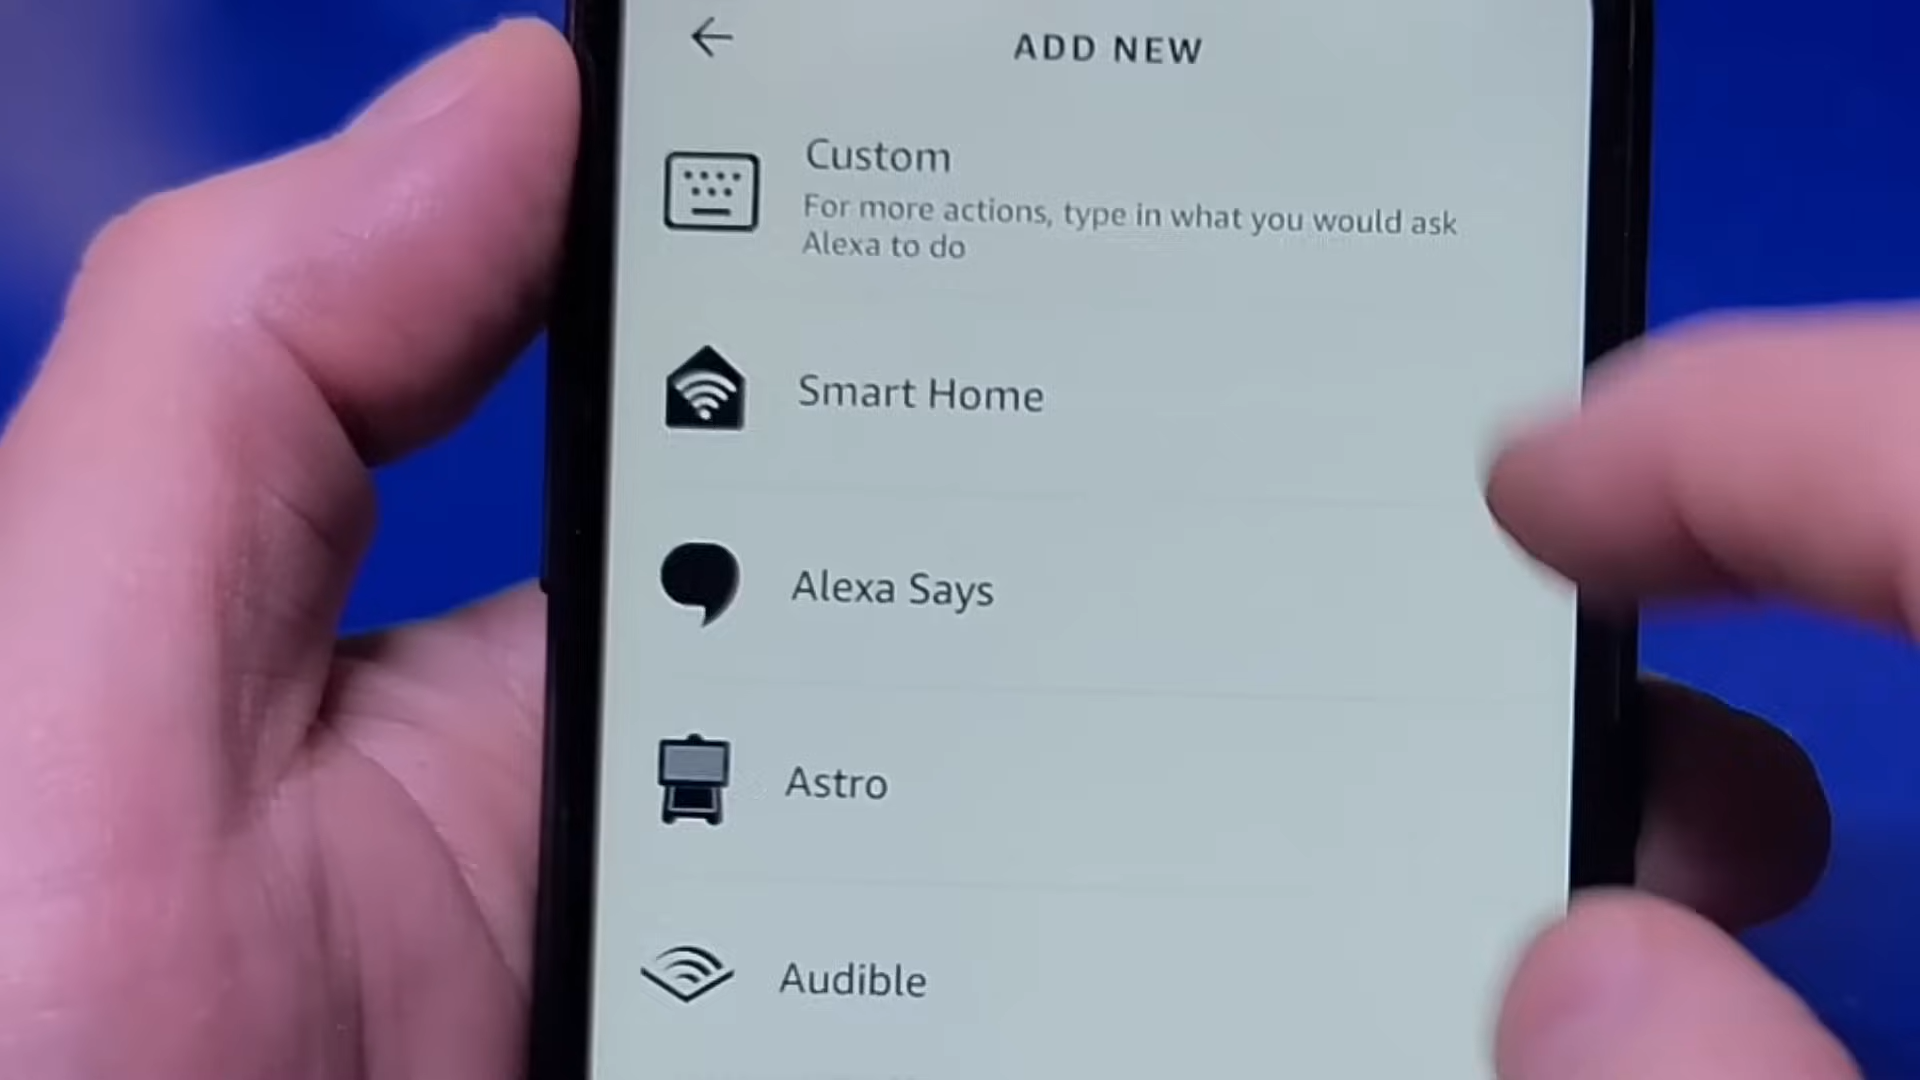 ADD NEW
Custom
For more actions, type in what you would ask
Alexa to do
Smart Home
Alexa Says
Astro
Audible